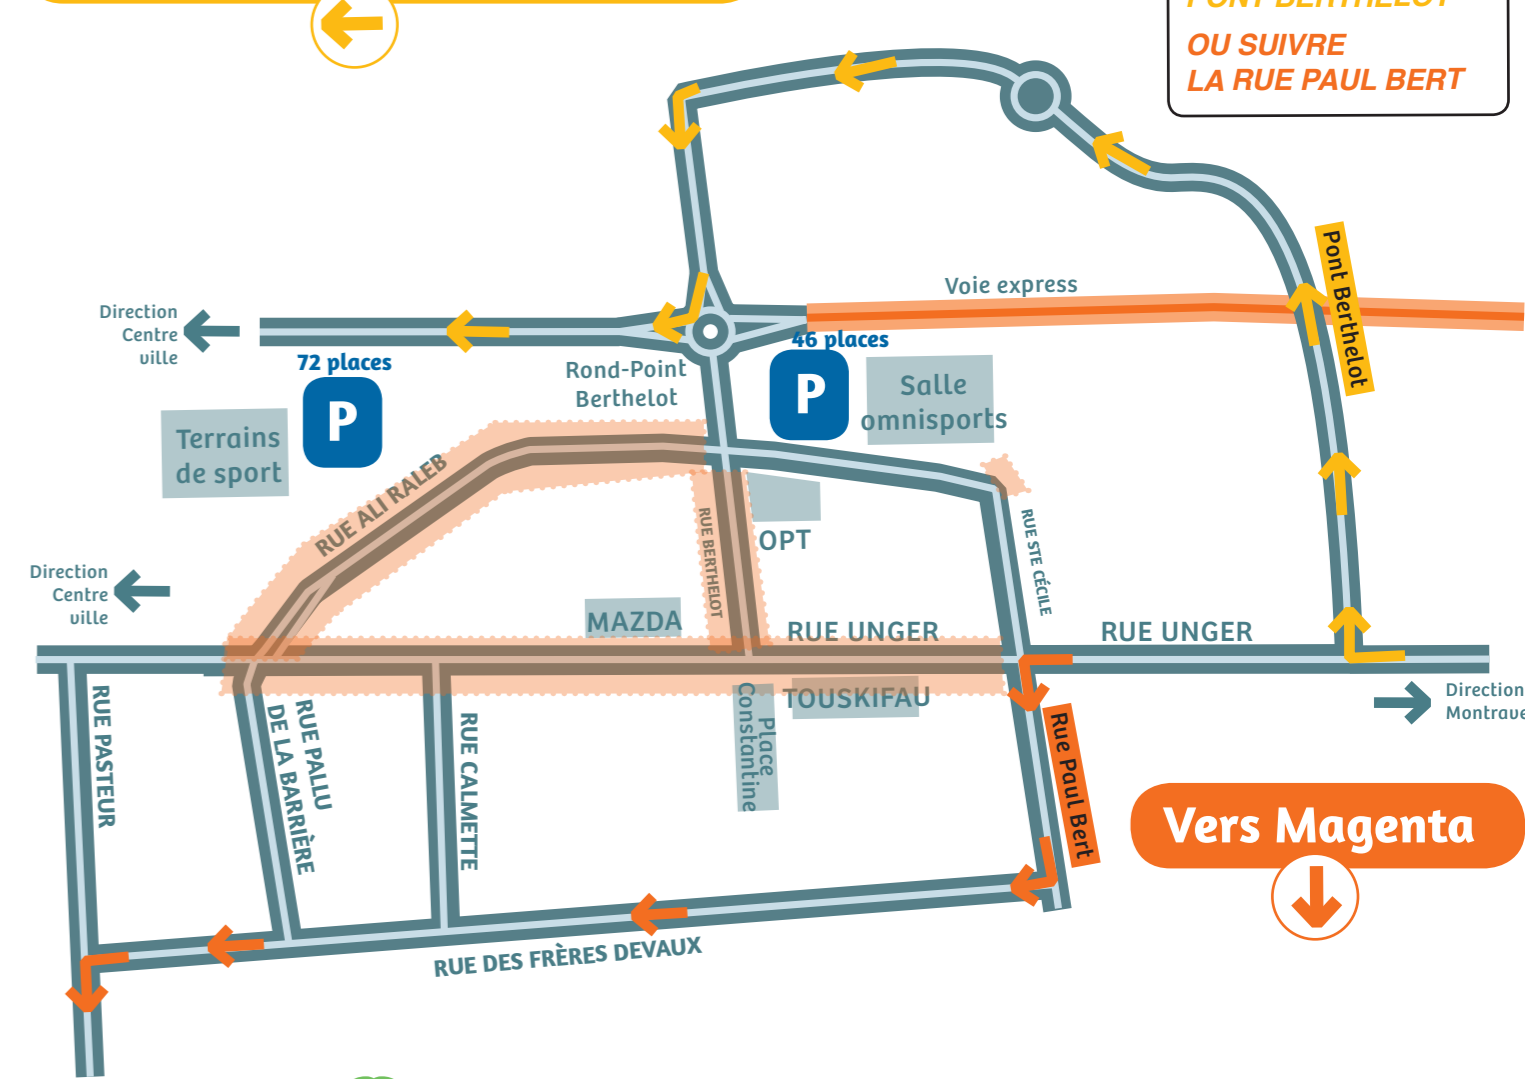 PONT BERTHELOT
OU SUIVRE
LA RUE PAUL BERT
Pont Berthelot
Voie express
Direction
Centre
ville
72 places
P
46 places
P
Rond-Point
Berthelot
Salle
omnisports
Terrains
de sport
RUE ALI RALEB
RUE BERTHELOT
OPT
RUE STE CÉCILE
Direction
Centre
ville
MAZDA
RUE UNGER
RUE UNGER
Direction
Montrave
TOUSKIFAU
Place
Constantine
RUE PASTEUR
RUE PALLU
DE LA BARRIÈRE
RUE CALMETTE
Rue Paul Bert
Vers Magenta
RUE DES FRÈRES DEVAUX